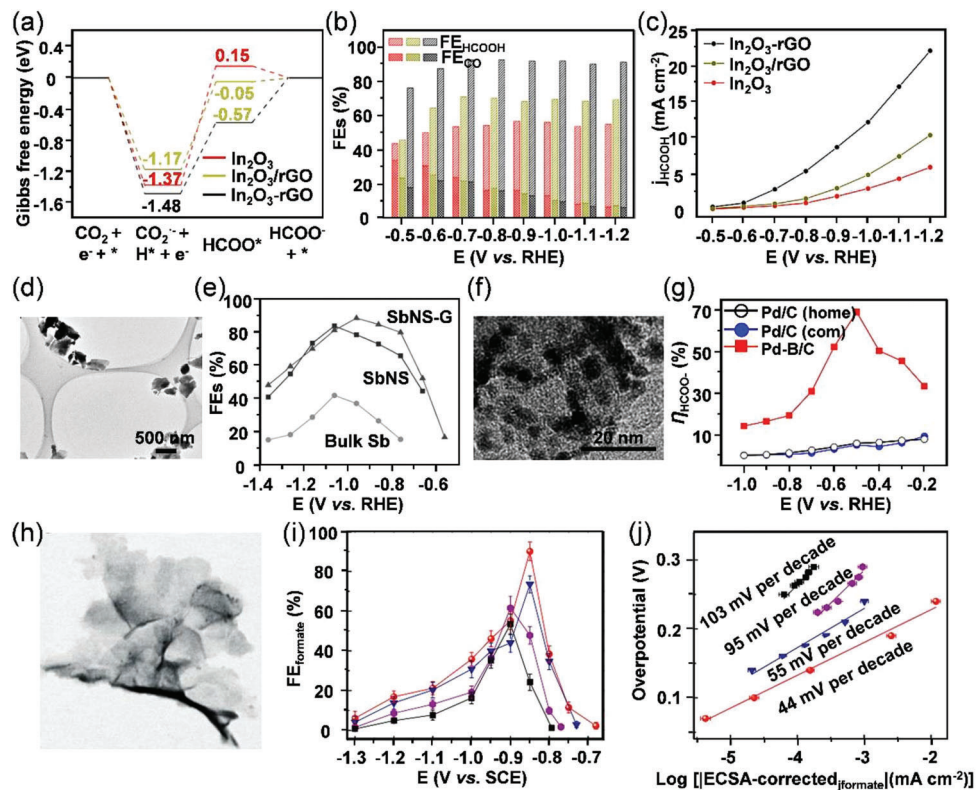 (a)
Gibbs free energy (eV)
0.4
0
-0.4
-0.8
-1.2
-1.6
0.15
-0.05
-0.57
-1.17
-1.37
-1.48
In₂O₃
In₂O₃/rGO
In₂O₃-rGO
CO₂ + e⁻ + *
CO₂·⁻ + H* + e⁻
HCOO*
HCOO⁻ + *
(b)
FEs (%)
100
80
60
40
20
0
FE_HCOOH
FE_CO
-0.5 -0.6 -0.7 -0.8 -0.9 -1.0 -1.1 -1.2
E (V vs. RHE)
(c)
j_HCOOH (mA cm⁻²)
25
20
15
10
5
0
In₂O₃-rGO
In₂O₃/rGO
In₂O₃
-0.5 -0.6 -0.7 -0.8 -0.9 -1.0 -1.1 -1.2
E (V vs. RHE)
(d)
500 nm
(e)
FEs (%)
100
80
60
40
20
0
SbNS-G
SbNS
Bulk Sb
-1.4 -1.2 -1.0 -0.8 -0.6
E (V vs. RHE)
(f)
20 nm
(g)
η_HCOO- (%)
70
50
30
10
Pd/C (home)
Pd/C (com)
Pd-B/C
-1.0 -0.8 -0.6 -0.4 -0.2
E (V vs. RHE)
(h)
(i)
FE_formate (%)
100
80
60
40
20
0
-1.3 -1.2 -1.1 -1.0 -0.9 -0.8 -0.7
E (V vs. SCE)
(j)
Overpotential (V)
0.3
0.2
0.1
103 mV per decade
95 mV per decade
55 mV per decade
44 mV per decade
-5 -4 -3 -2
Log [|ECSA-corrected_jformate|(mA cm⁻²)]